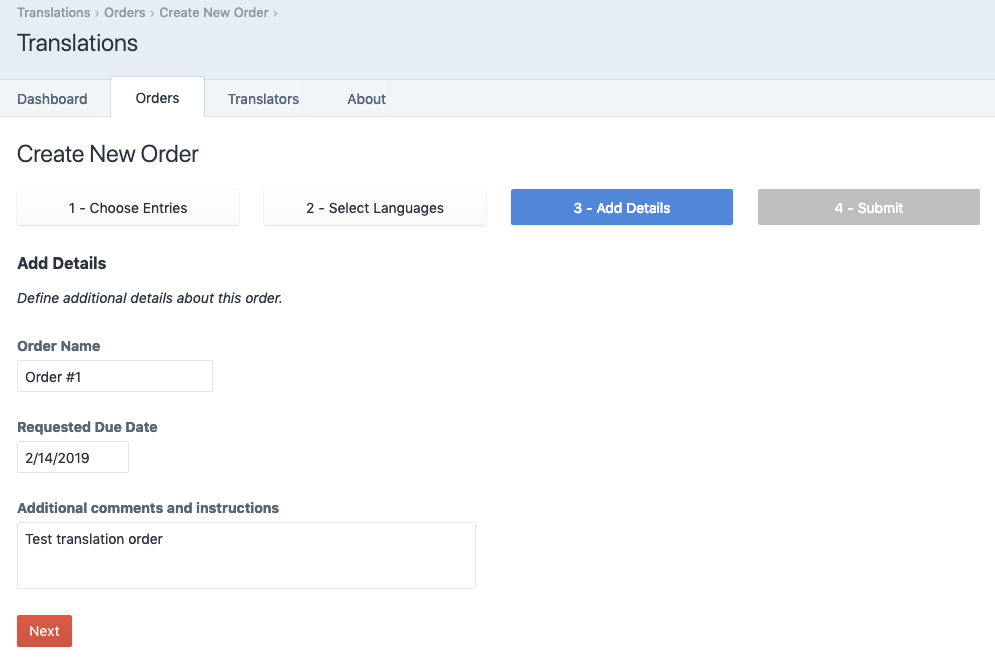 Translations › Orders › Create New Order ›
Translations
Dashboard Orders Translators About
Create New Order
1 - Choose Entries 2 - Select Languages 3 - Add Details 4 - Submit
Add Details
Define additional details about this order.
Order Name
Order #1
Requested Due Date
2/14/2019
Additional comments and instructions
Test translation order
Next